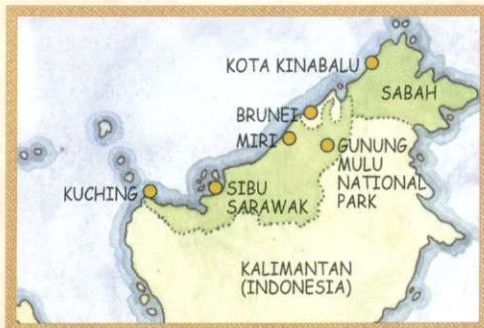 KOTA KINABALU
SABAH
BRUNEI
MIRI
GUNUNG
MULU
NATIONAL
PARK
KUCHING
SIBU
SARAWAK
KALIMANTAN
(INDONESIA)